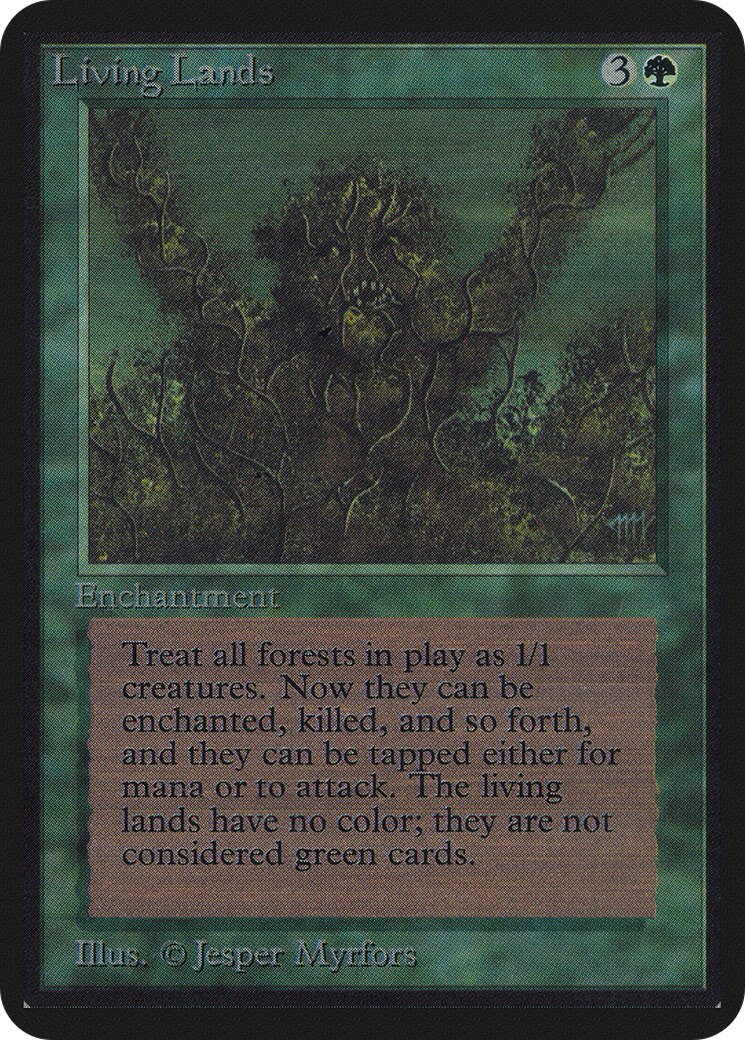 Living Lands 3
Enchantment
Treat all forests in play as 1/1
creatures. Now they can be
enchanted, killed, and so forth,
and they can be tapped either for
mana or to attack. The living
lands have no color; they are not
considered green cards.
Illus. © Jesper Myrfors